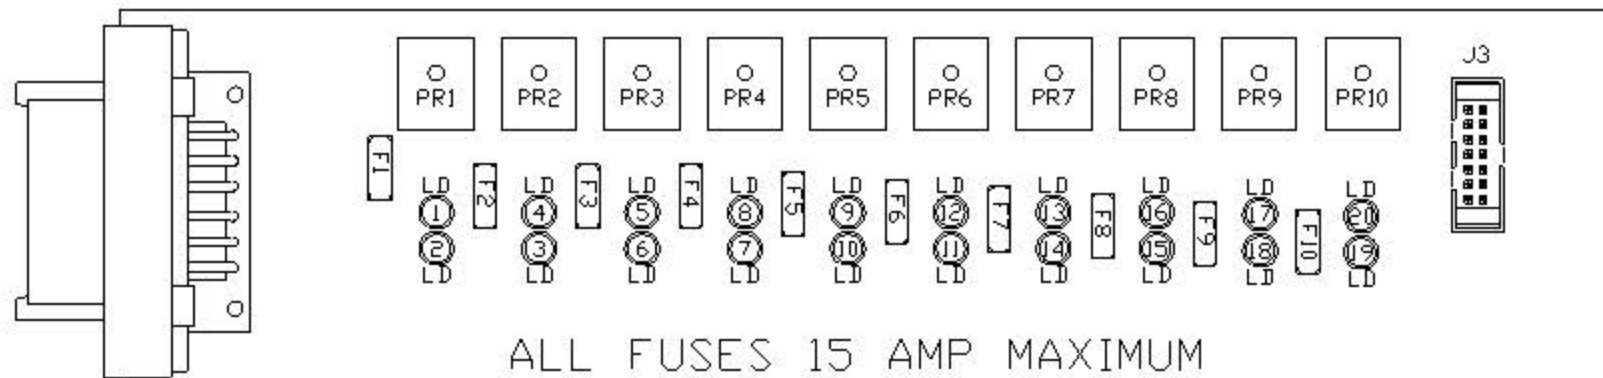 J3
PR1 PR2 PR3 PR4 PR5 PR6 PR7 PR8 PR9 PR10
F1 F2 F3 F4 F5 F6 F7 F8 F9 F10
LD LD LD LD LD LD LD LD LD LD
1 4 5 8 9 12 13 16 17 20
2 3 6 7 10 11 14 15 18 19
LD LD LD LD LD LD LD LD LD LD
ALL FUSES 15 AMP MAXIMUM